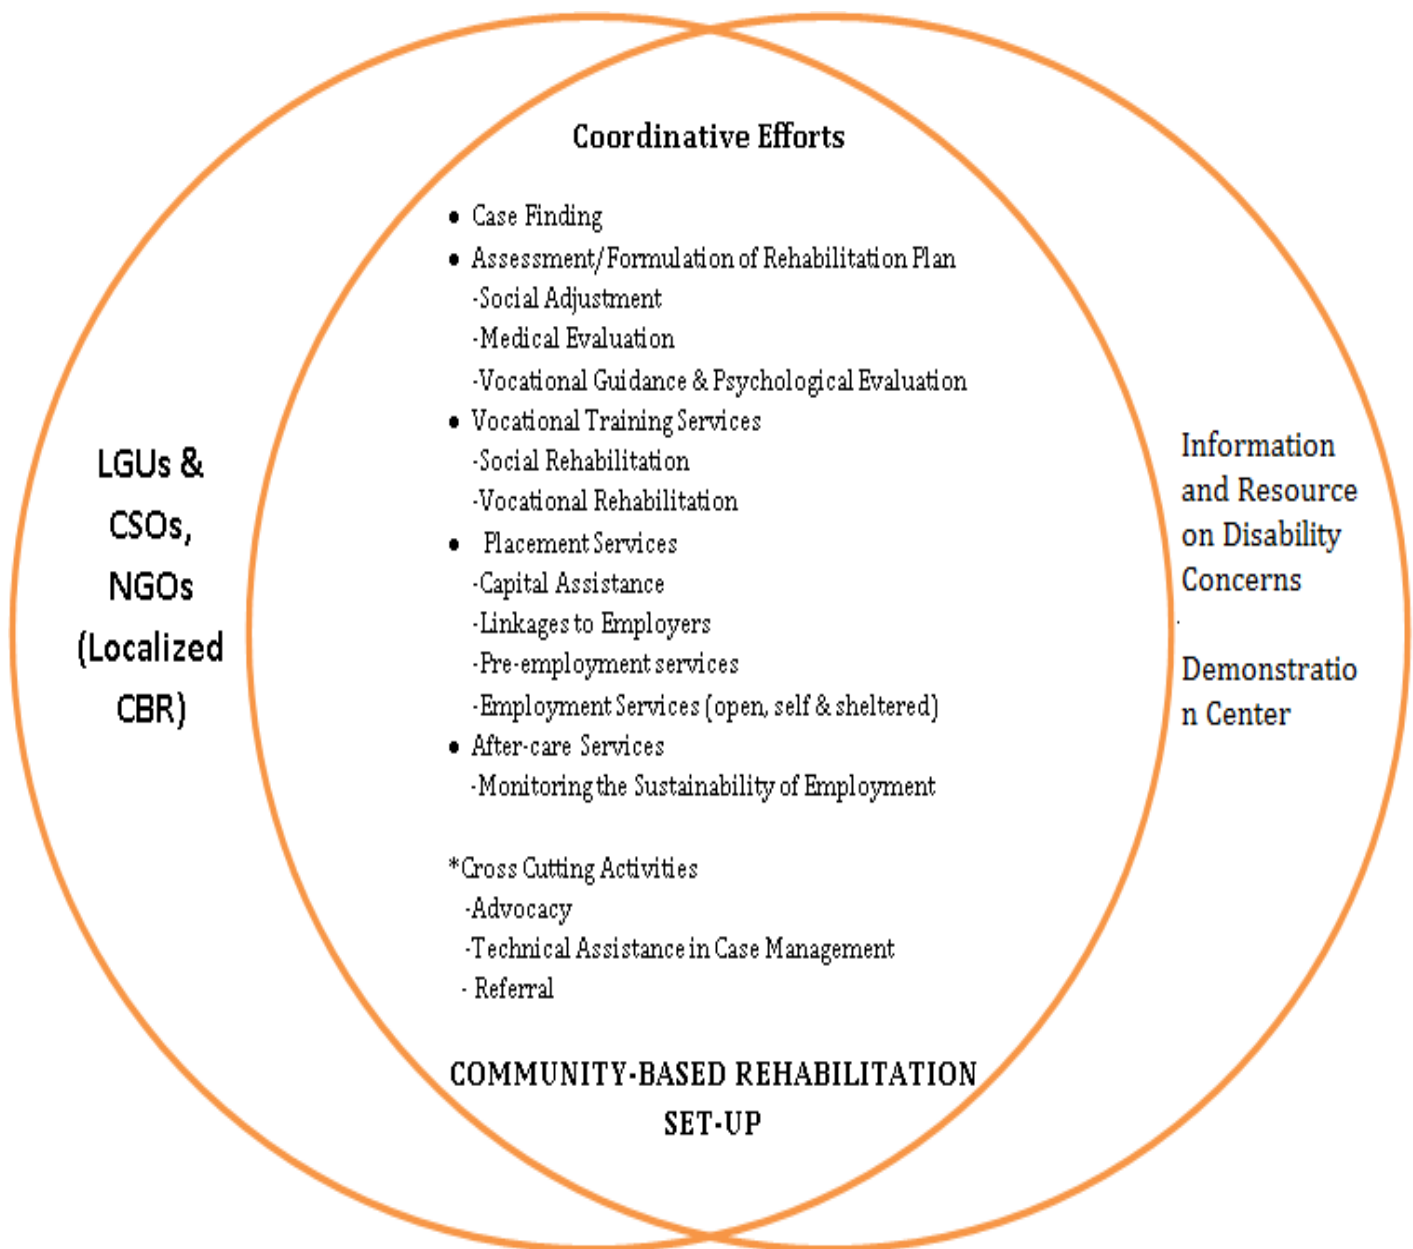 Coordinative Efforts
● Case Finding
● Assessment/Formulation of Rehabilitation Plan
-Social Adjustment
-Medical Evaluation
-Vocational Guidance & Psychological Evaluation
● Vocational Training Services
-Social Rehabilitation
-Vocational Rehabilitation
● Placement Services
-Capital Assistance
-Linkages to Employers
-Pre-employment services
-Employment Services (open, self & sheltered)
● After-care Services
-Monitoring the Sustainability of Employment
*Cross Cutting Activities
-Advocacy
-Technical Assistance in Case Management
- Referral
COMMUNITY-BASED REHABILITATION
SET-UP
LGUs &
CSOs,
NGOs
(Localized
CBR)
Information
and Resource
on Disability
Concerns
.
Demonstratio
n Center